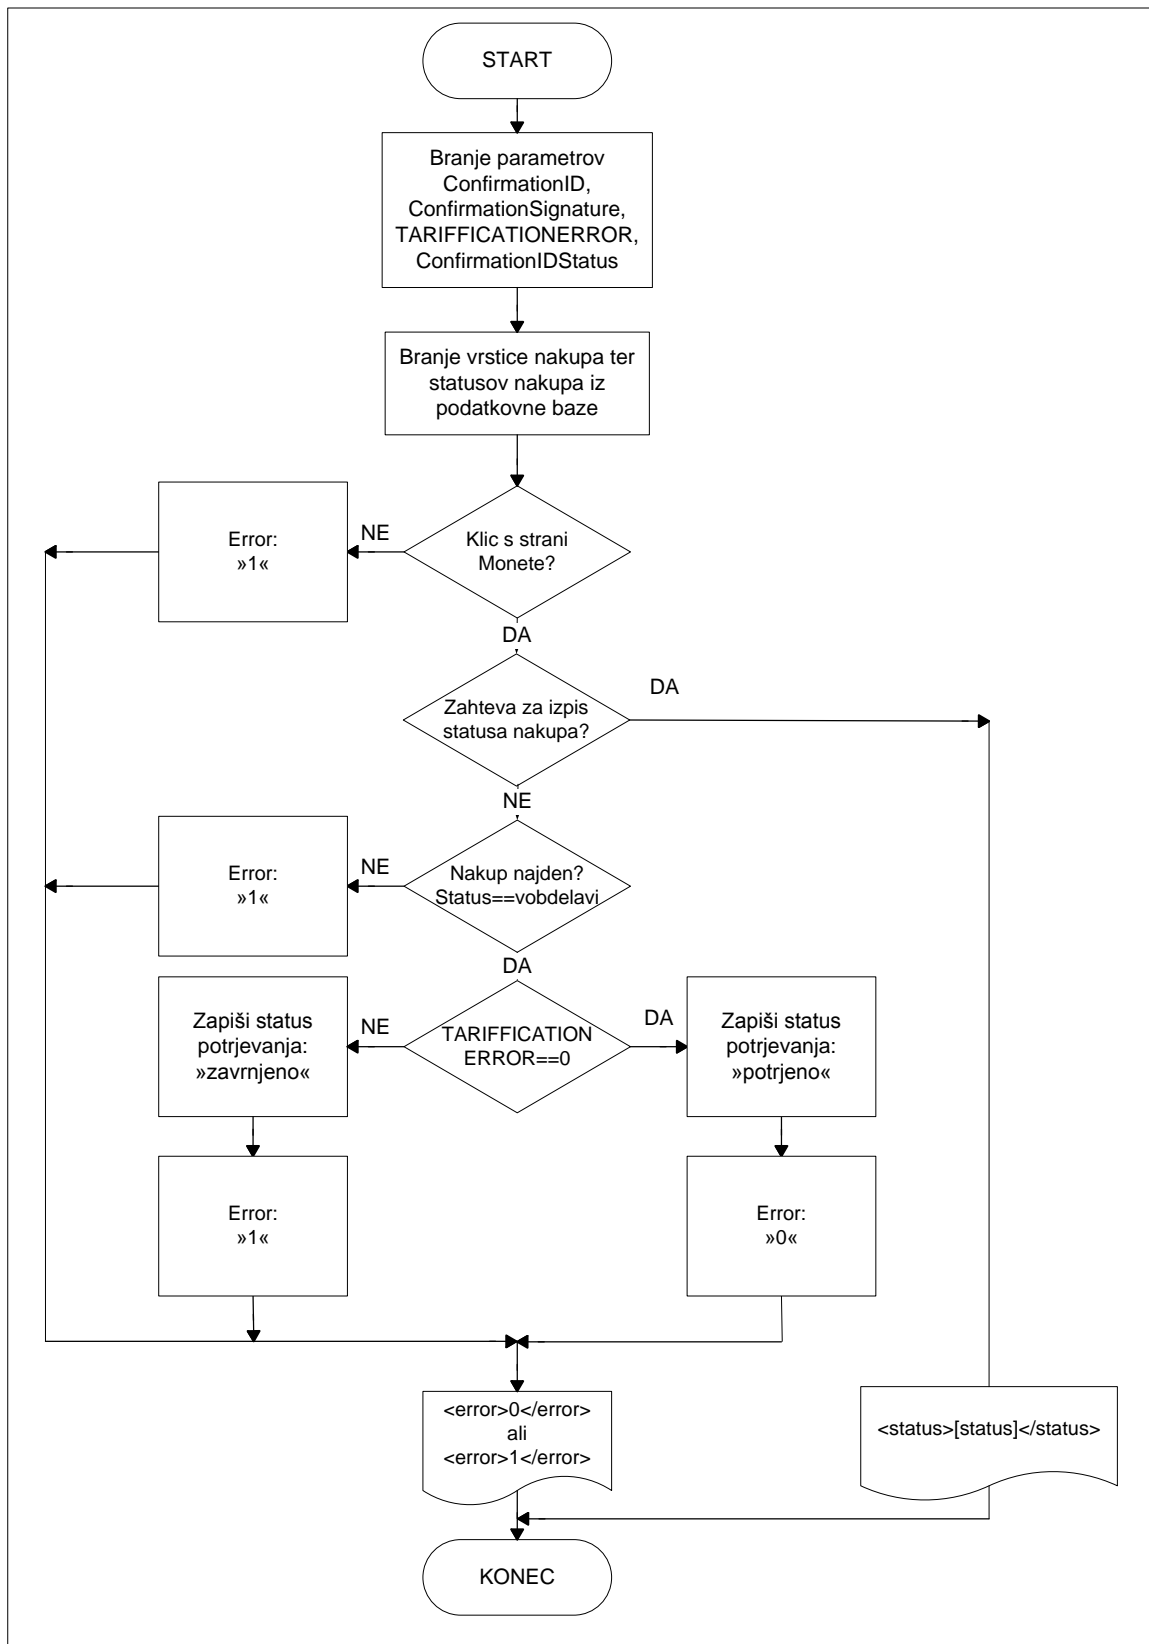 START
Branje parametrov
ConfirmationID,
ConfirmationSignature,
TARIFFICATIONERROR,
ConfirmationIDStatus
Branje vrstice nakupa ter
statusov nakupa iz
podatkovne baze
Error:
»1«
NE
Klic s strani
Monete?
DA
Zahteva za izpis
statusa nakupa?
DA
NE
Error:
»1«
NE
Nakup najden?
Status==vobdelavi
DA
Zapiši status
potrjevanja:
»zavrnjeno«
NE
TARIFFICATION
ERROR==0
DA
Zapiši status
potrjevanja:
»potrjeno«
Error:
»1«
Error:
»0«
<error>0</error>
ali
<error>1</error>
<status>[status]</status>
KONEC